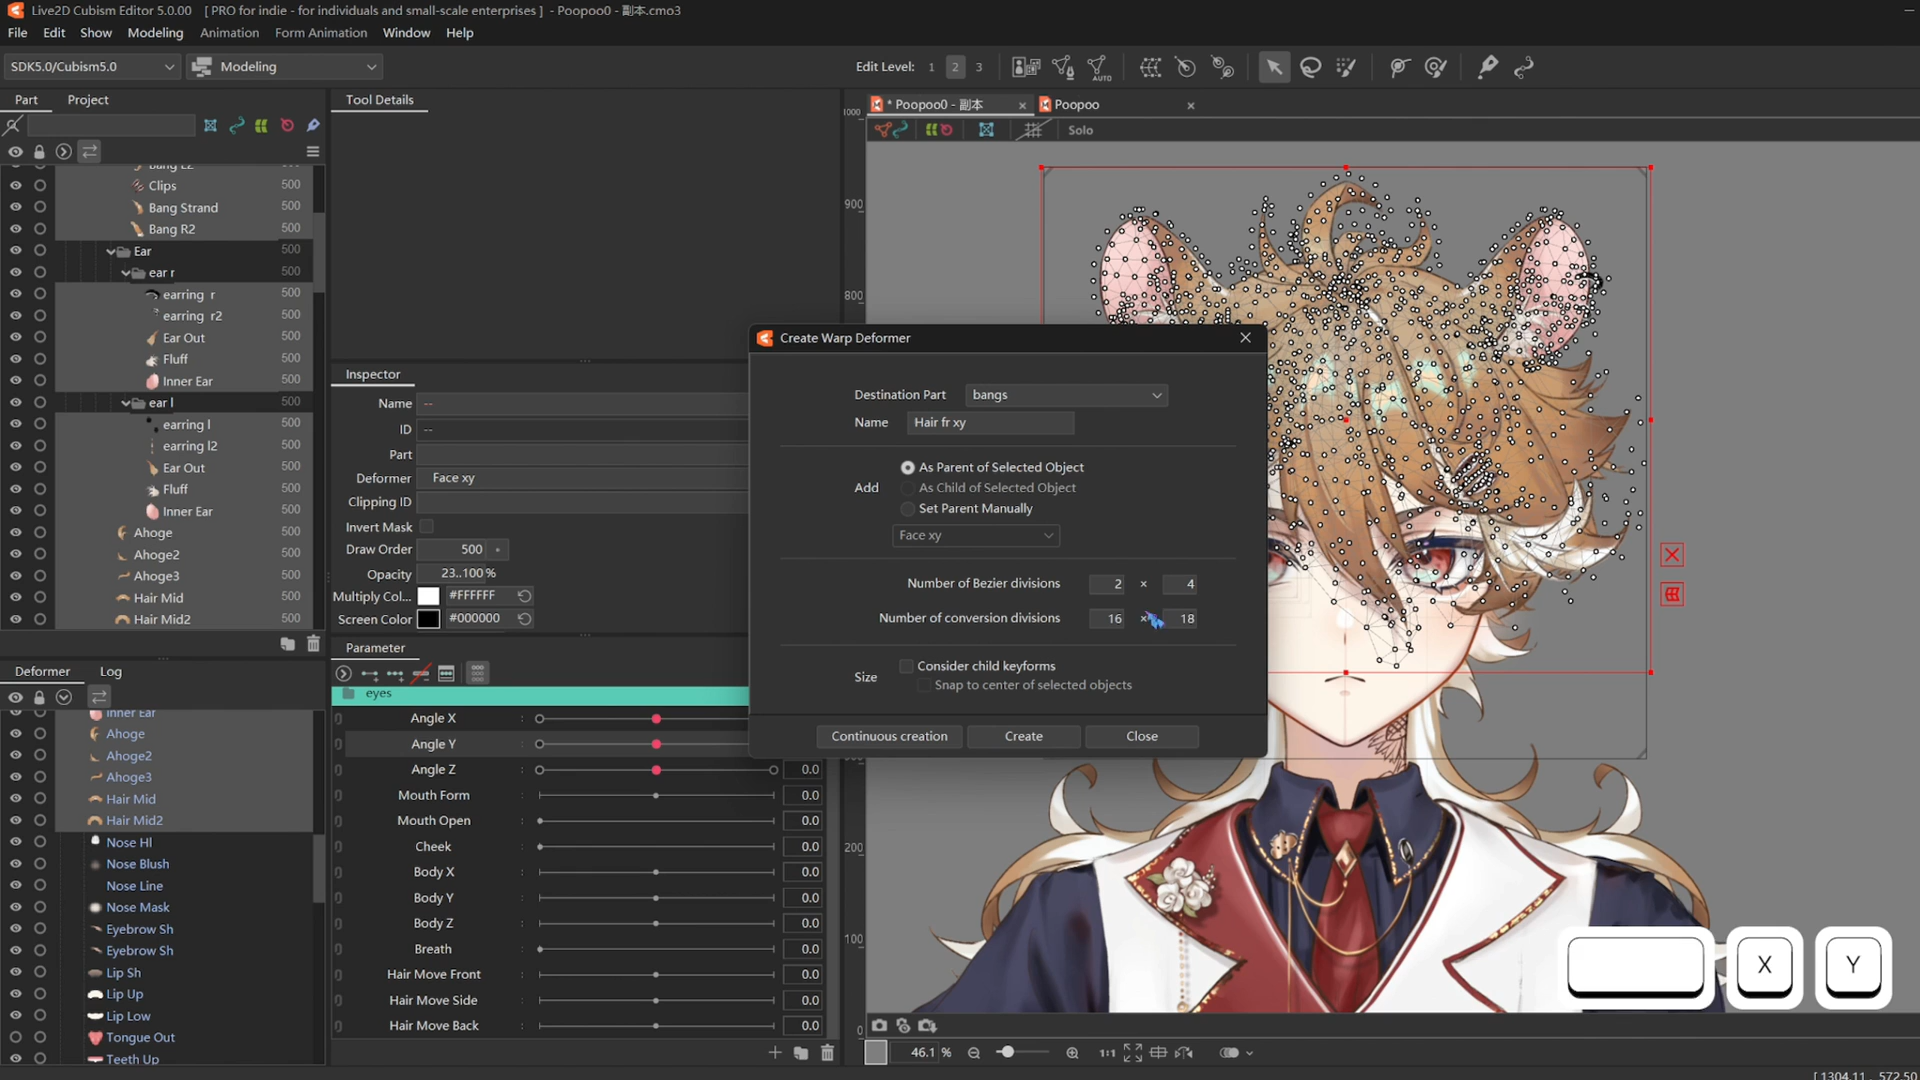 Live2D Cubism Editor 5.0.00 [ PRO for indie - for individuals and small-scale enterprises ] - Poopoo0 - 副本.cmo3
File Edit Show Modeling Animation Form Animation Window Help
SDK5.0/Cubism5.0 Modeling Edit Level: 1 2 3 AUTO
Part Project
Bang L2 500
Clips 500
Bang Strand 500
Bang R2 500
Ear 500
ear r 500
earring r 500
earring r2 500
Ear Out 500
Fluff 500
Inner Ear 500
ear l 500
earring l 500
earring l2 500
Ear Out 500
Fluff 500
Inner Ear 500
Ahoge 500
Ahoge2 500
Ahoge3 500
Hair Mid 500
Hair Mid2 500
Deformer Log
Inner Ear
Ahoge
Ahoge2
Ahoge3
Hair Mid
Hair Mid2
Nose Hl
Nose Blush
Nose Line
Nose Mask
Eyebrow Sh
Eyebrow Sh
Lip Sh
Lip Up
Lip Low
Tongue Out
Teeth Up
Tool Details
Inspector
Name --
ID --
Part
Deformer Face xy
Clipping ID
Invert Mask
Draw Order 500
Opacity 23..100 %
Multiply Col... #FFFFFF
Screen Color #000000
Parameter
eyes
Angle X :
Angle Y :
Angle Z : 0.0
Mouth Form : 0.0
Mouth Open : 0.0
Cheek : 0.0
Body X : 0.0
Body Y : 0.0
Body Z : 0.0
Breath : 0.0
Hair Move Front : 0.0
Hair Move Side : 0.0
Hair Move Back : 0.0
* Poopoo0 - 副本 × Poopoo ×
Solo
900
800
200
100
0
Create Warp Deformer
Destination Part bangs
Name Hair fr xy
Add
As Parent of Selected Object
As Child of Selected Object
Set Parent Manually
Face xy
Number of Bezier divisions 2 × 4
Number of conversion divisions 16 × 18
Size
Consider child keyforms
Snap to center of selected objects
Continuous creation Create Close
X Y
46.1 % 1:1
[ 1304.11 , 572.50